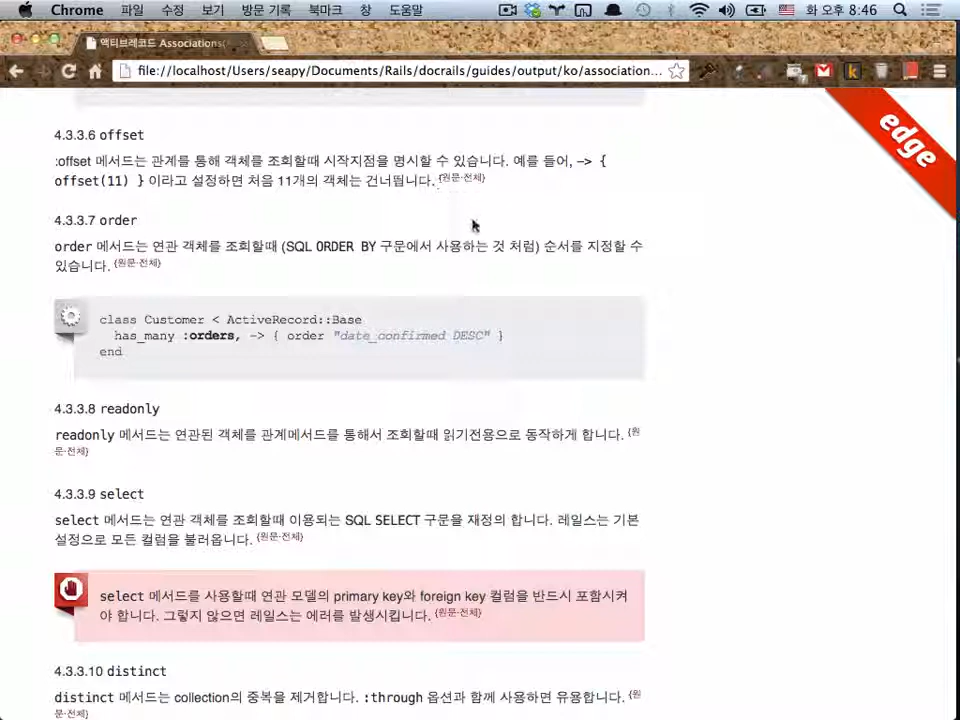 Chrome 파일 수정 보기 방문 기록 북마크 창 도움말 화 오후 8:46
액티브레코드 Associations(
file://localhost/Users/seapy/Documents/Rails/docrails/guides/output/ko/association...
edge
4.3.3.6 offset
:offset 메서드는 관계를 통해 객체를 조회할때 시작지점을 명시할 수 있습니다. 예를 들어, -> {
offset(11) } 이라고 설정하면 처음 11개의 객체는 건너뜁니다. {원문·전체}
4.3.3.7 order
order 메서드는 연관 객체를 조회할때 (SQL ORDER BY 구문에서 사용하는 것 처럼) 순서를 지정할 수
있습니다. {원문·전체}
class Customer < ActiveRecord::Base
has_many :orders, -> { order "date_confirmed DESC" }
end
4.3.3.8 readonly
readonly 메서드는 연관된 객체를 관계메서드를 통해서 조회할때 읽기전용으로 동작하게 합니다. {원
문·전체}
4.3.3.9 select
select 메서드는 연관 객체를 조회할때 이용되는 SQL SELECT 구문을 재정의 합니다. 레일스는 기본
설정으로 모든 컬럼을 불러옵니다. {원문·전체}
select 메서드를 사용할때 연관 모델의 primary key와 foreign key 컬럼을 반드시 포함시켜
야 합니다. 그렇지 않으면 레일스는 에러를 발생시킵니다. {원문·전체}
4.3.3.10 distinct
distinct 메서드는 collection의 중복을 제거합니다. :through 옵션과 함께 사용하면 유용합니다. {원
문·전체}